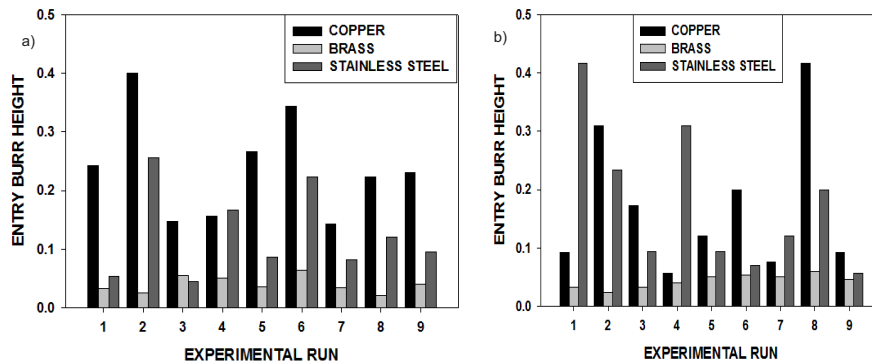 a)
0.5
0.4
0.3
0.2
0.1
0.0
ENTRY BURR HEIGHT
COPPER
BRASS
STAINLESS STEEL
1 2 3 4 5 6 7 8 9
EXPERIMENTAL RUN
b)
0.5
0.4
0.3
0.2
0.1
0.0
ENTRY BURR HEIGHT
COPPER
BRASS
STAINLESS STEEL
1 2 3 4 5 6 7 8 9
EXPERIMENTAL RUN